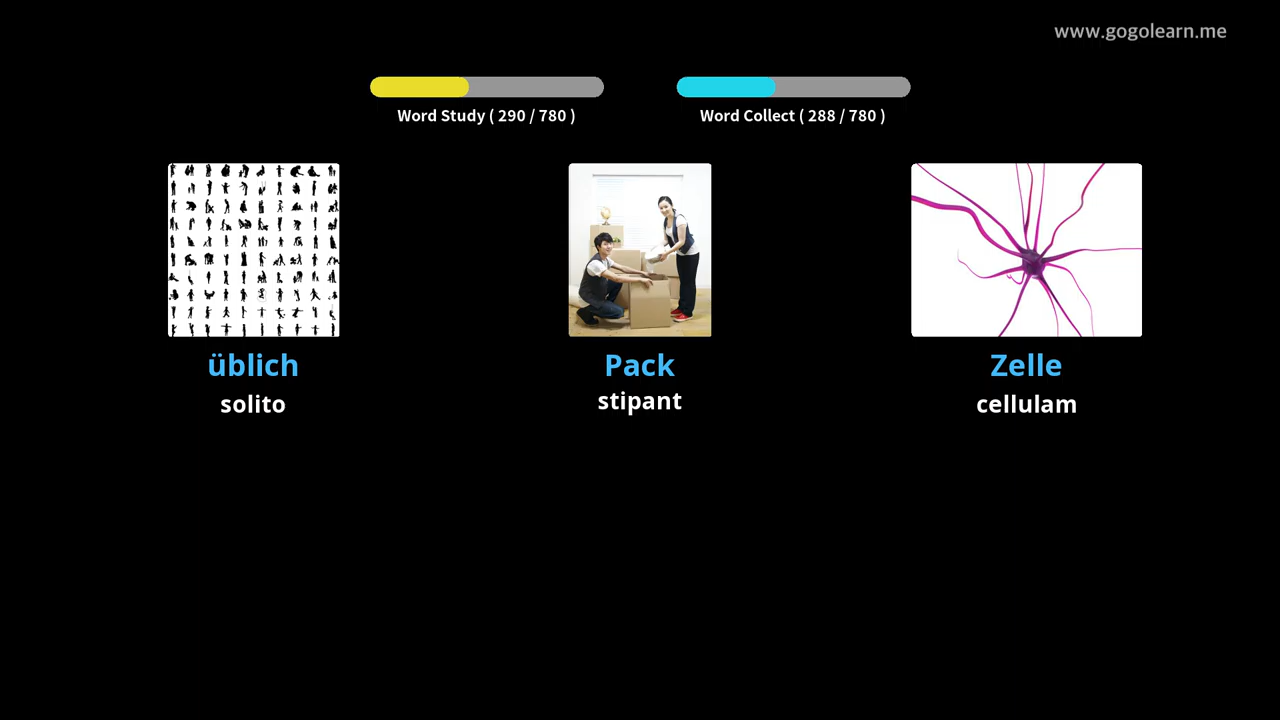 www.gogolearn.me
Word Study ( 290 / 780 )
Word Collect ( 288 / 780 )
üblich
Pack
Zelle
solito
stipant
cellulam